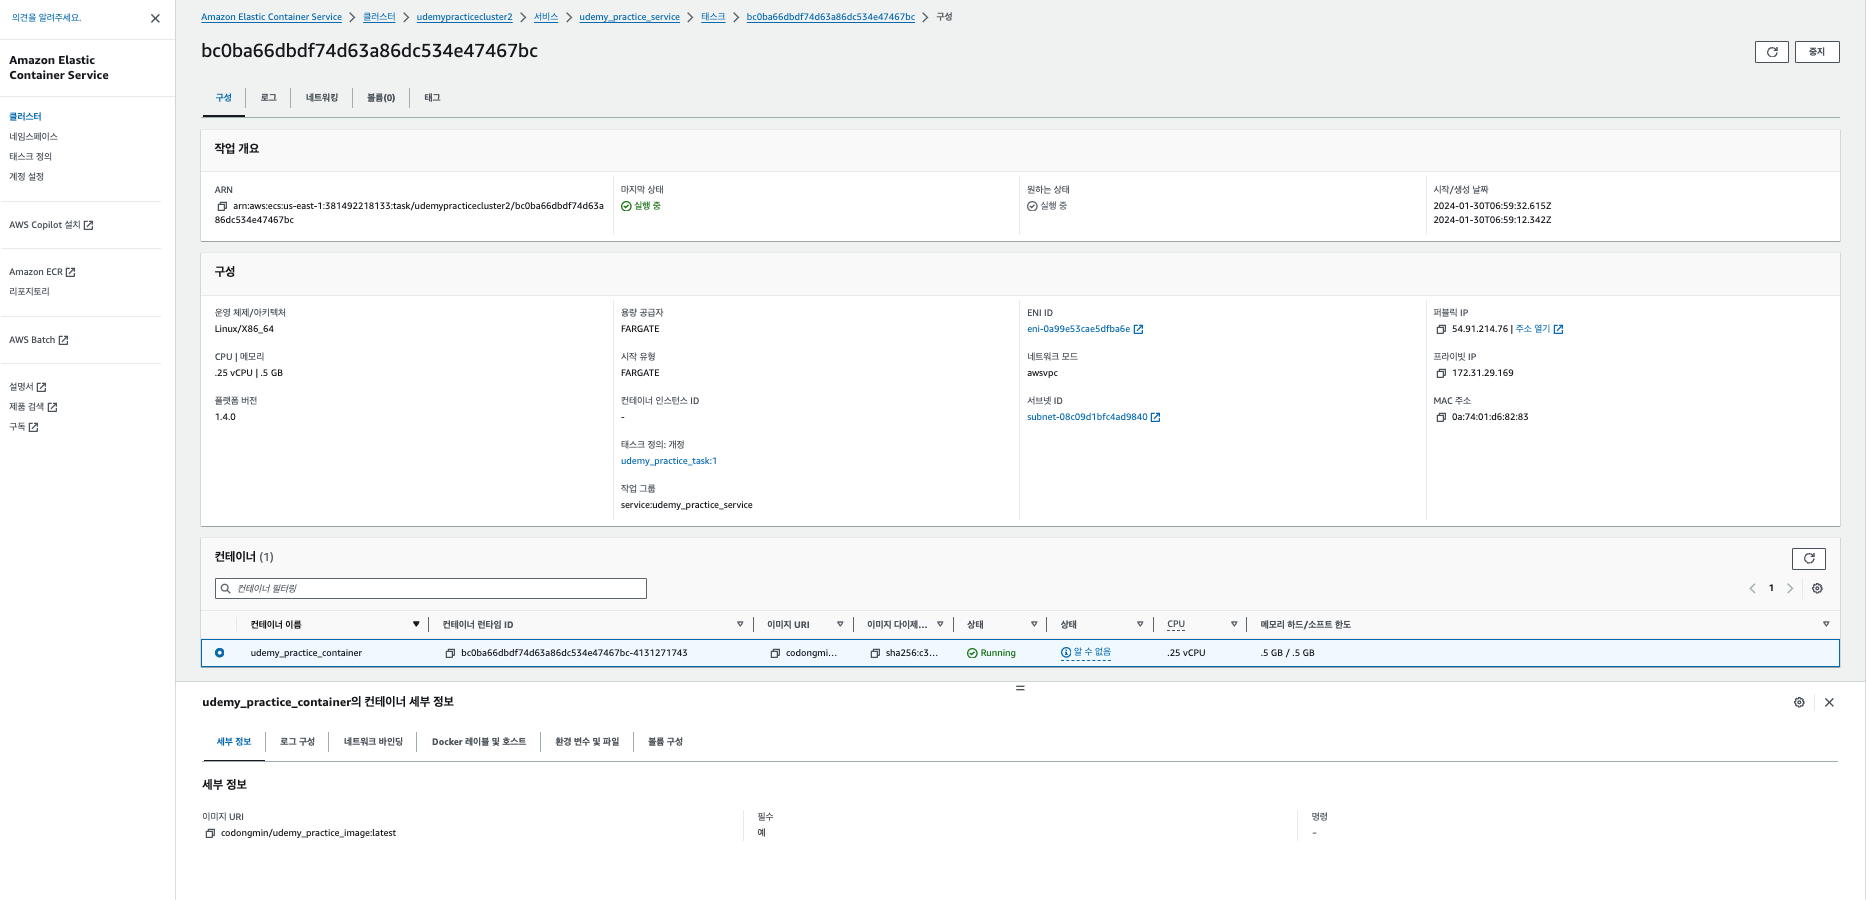 의견을 알려주세요.
Amazon Elastic
Container Service
클러스터
네임스페이스
태스크 정의
계정 설정
AWS Copilot 설치
Amazon ECR
리포지토리
AWS Batch
설명서
제품 검색
구독
Amazon Elastic Container Service
클러스터
udemypracticecluster2
서비스
udemy_practice_service
태스크
bc0ba66dbdf74d63a86dc534e47467bc
구성
bc0ba66dbdf74d63a86dc534e47467bc
중지
구성
로그
네트워킹
볼륨(0)
태그
작업 개요
ARN
arn:aws:ecs:us-east-1:381492218133:task/udemypracticecluster2/bc0ba66dbdf74d63a
86dc534e47467bc
마지막 상태
실행 중
원하는 상태
실행 중
시작/생성 날짜
2024-01-30T06:59:32.615Z
2024-01-30T06:59:12.342Z
구성
운영 체제/아키텍처
Linux/X86_64
CPU | 메모리
.25 vCPU | .5 GB
플랫폼 버전
1.4.0
용량 공급자
FARGATE
시작 유형
FARGATE
컨테이너 인스턴스 ID
-
태스크 정의: 개정
udemy_practice_task:1
작업 그룹
service:udemy_practice_service
ENI ID
eni-0a99e53cae5dfba6e
네트워크 모드
awsvpc
서브넷 ID
subnet-08c09d1bfc4ad9840
퍼블릭 IP
54.91.214.76 | 주소 열기
프라이빗 IP
172.31.29.169
MAC 주소
0a:74:01:d6:82:83
컨테이너 (1)
컨테이너 필터링
1
컨테이너 이름
컨테이너 런타임 ID
이미지 URI
이미지 다이제...
상태
상태
CPU
메모리 하드/소프트 한도
udemy_practice_container
bc0ba66dbdf74d63a86dc534e47467bc-4131271743
codongmi...
sha256:c3...
Running
알 수 없음
.25 vCPU
.5 GB / .5 GB
udemy_practice_container의 컨테이너 세부 정보
세부 정보
로그 구성
네트워크 바인딩
Docker 레이블 및 호스트
환경 변수 및 파일
볼륨 구성
세부 정보
이미지 URI
codongmin/udemy_practice_image:latest
필수
예
명령
-